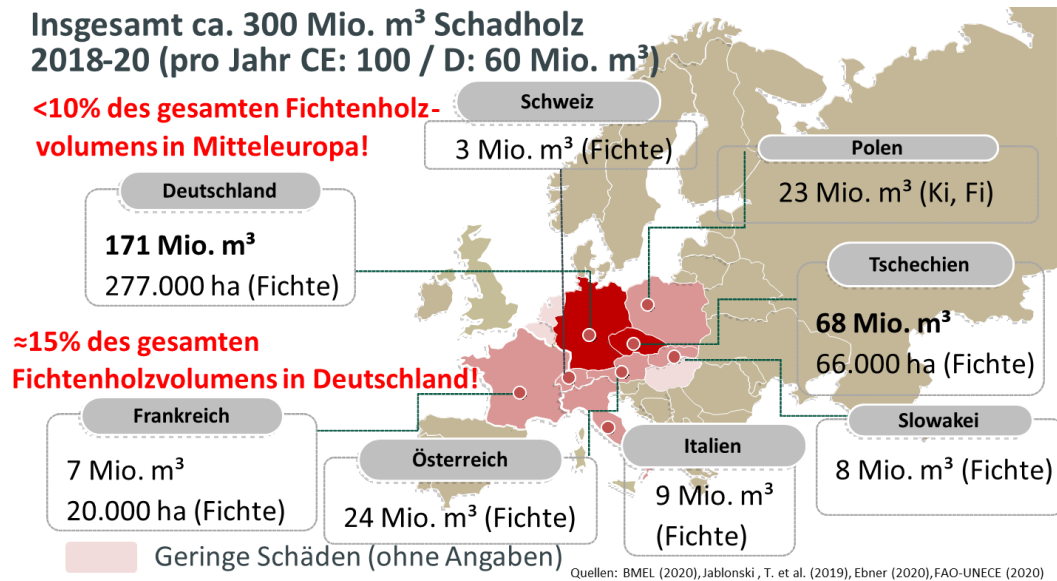 Insgesamt ca. 300 Mio. m³ Schadholz
2018-20 (pro Jahr CE: 100 / D: 60 Mio. m³)
<10% des gesamten Fichtenholz-
volumens in Mitteleuropa!
Schweiz
3 Mio. m³ (Fichte)
Polen
23 Mio. m³ (Ki, Fi)
Deutschland
171 Mio. m³
277.000 ha (Fichte)
Tschechien
68 Mio. m³
66.000 ha (Fichte)
≈15% des gesamten
Fichtenholzvolumens in Deutschland!
Frankreich
7 Mio. m³
20.000 ha (Fichte)
Österreich
24 Mio. m³ (Fichte)
Italien
9 Mio. m³
(Fichte)
Slowakei
8 Mio. m³ (Fichte)
Geringe Schäden (ohne Angaben)
Quellen: BMEL (2020), Jablonski , T. et al. (2019), Ebner (2020), FAO-UNECE (2020)